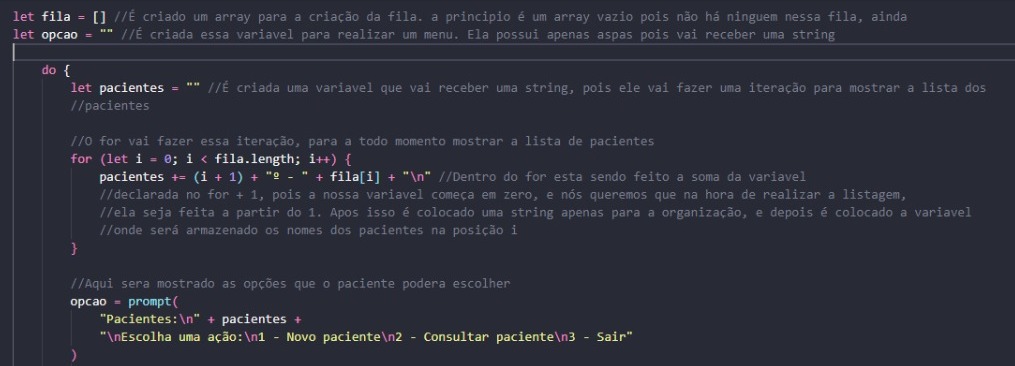 let fila = [] //É criado um array para a criação da fila. a principio é um array vazio pois não há ninguem nessa fila, ainda
let opcao = "" //É criada essa variavel para realizar um menu. Ela possui apenas aspas pois vai receber uma string
do {
let pacientes = "" //É criada uma variavel que vai receber uma string, pois ele vai fazer uma iteração para mostrar a lista dos
//pacientes
//O for vai fazer essa iteração, para a todo momento mostrar a lista de pacientes
for (let i = 0; i < fila.length; i++) {
pacientes += (i + 1) + "º - " + fila[i] + "\n" //Dentro do for esta sendo feito a soma da variavel
//declarada no for + 1, pois a nossa variavel começa em zero, e nós queremos que na hora de realizar a listagem,
//ela seja feita a partir do 1. Apos isso é colocado uma string apenas para a organização, e depois é colocado a variavel
//onde será armazenado os nomes dos pacientes na posição i
}
//Aqui sera mostrado as opções que o paciente podera escolher
opcao = prompt(
"Pacientes:\n" + pacientes +
"\nEscolha uma ação:\n1 - Novo paciente\n2 - Consultar paciente\n3 - Sair"
)